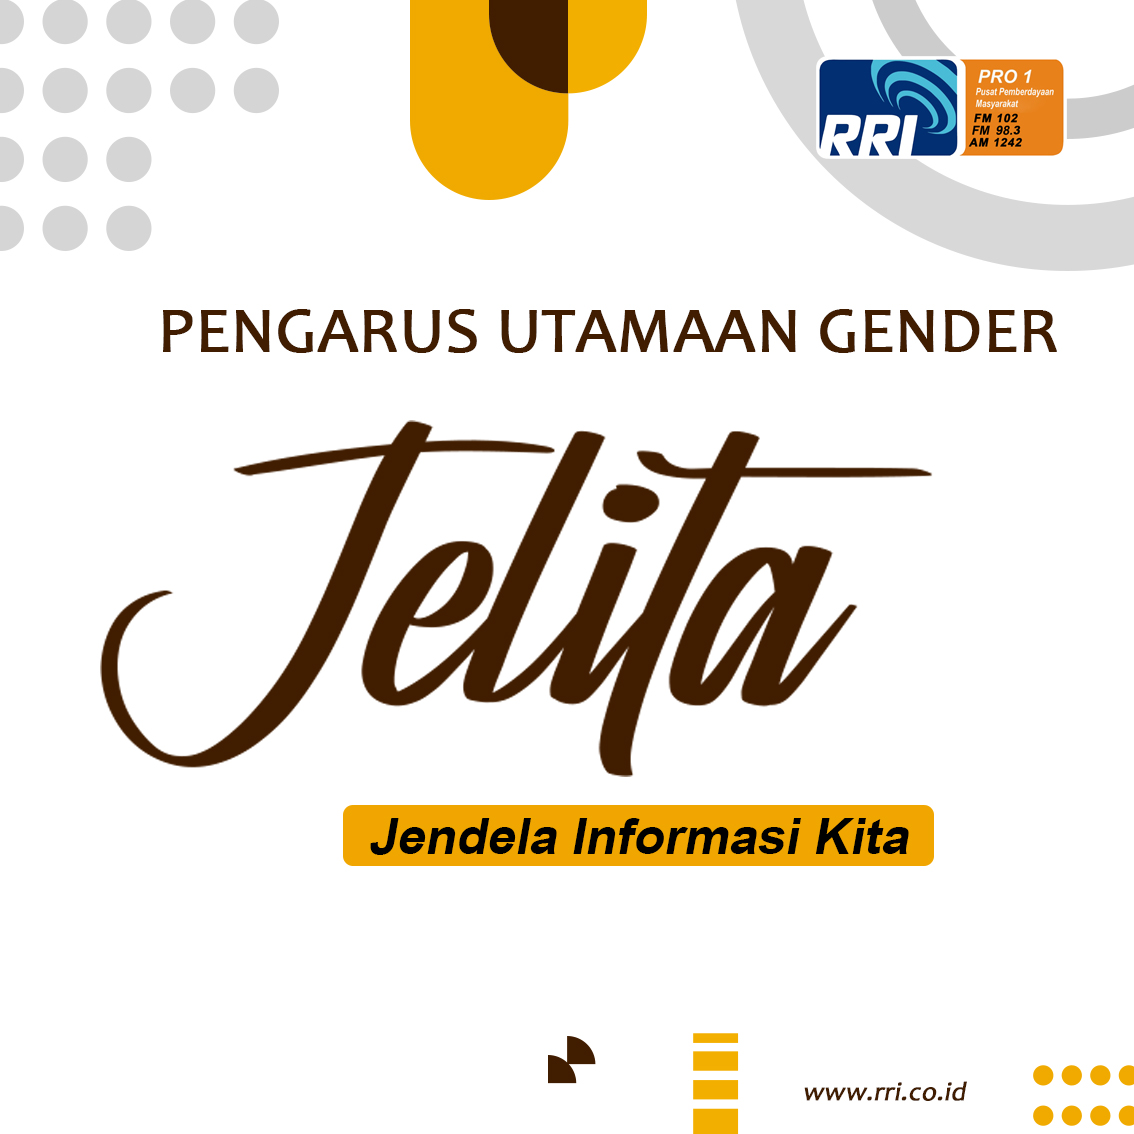 RRI
PRO 1
Pusat Pemberdayaan
Masyarakat
FM 102
FM 98.3
AM 1242
PENGARUS UTAMAAN GENDER
Jelita
Jendela Informasi Kita
www.rri.co.id